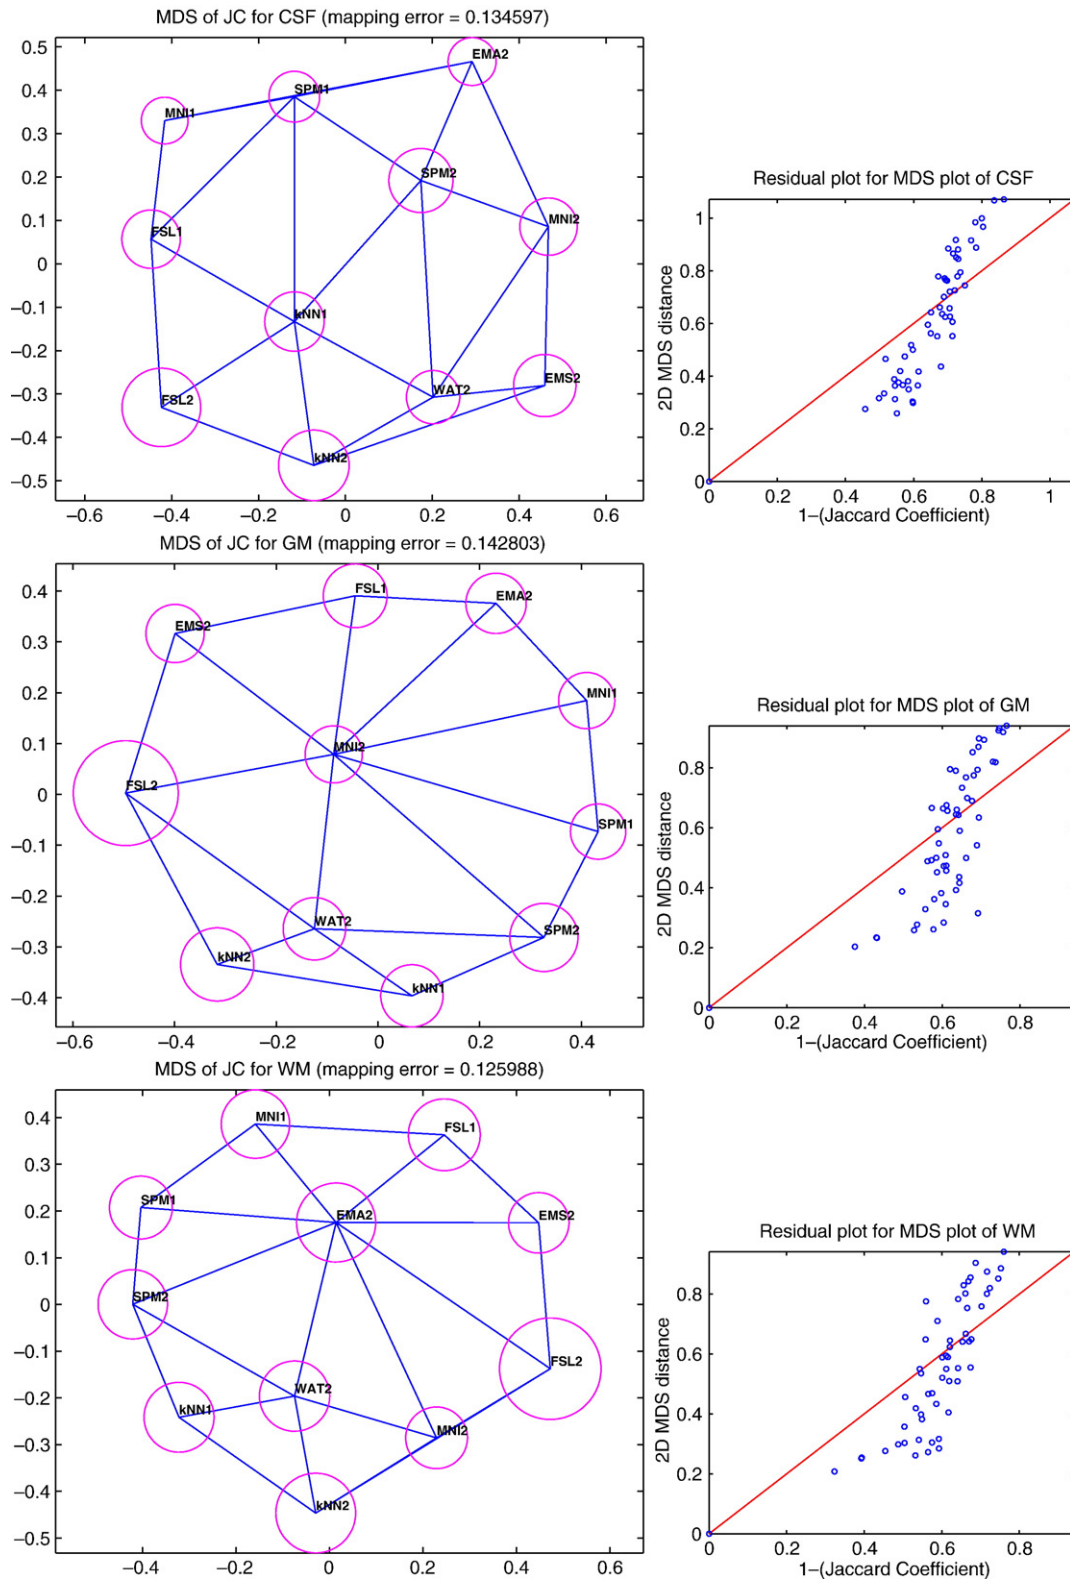 MDS of JC for CSF (mapping error = 0.134597)
0.5
0.4
0.3
0.2
0.1
0
−0.1
−0.2
−0.3
−0.4
−0.5
EMA2
SPM1
MNI1
SPM2
MNI2
FSL1
kNN1
EMS2
WAT2
FSL2
kNN2
−0.6 −0.4 −0.2 0 0.2 0.4 0.6
Residual plot for MDS plot of CSF
2D MDS distance
1
0.8
0.6
0.4
0.2
0
0 0.2 0.4 0.6 0.8 1
1−(Jaccard Coefficient)
MDS of JC for GM (mapping error = 0.142803)
0.4
0.3
0.2
0.1
0
−0.1
−0.2
−0.3
−0.4
FSL1
EMA2
EMS2
MNI1
MNI2
FSL2
SPM1
WAT2
SPM2
kNN2
kNN1
−0.6 −0.4 −0.2 0 0.2 0.4
Residual plot for MDS plot of GM
2D MDS distance
0.8
0.6
0.4
0.2
0
0 0.2 0.4 0.6 0.8
1−(Jaccard Coefficient)
MDS of JC for WM (mapping error = 0.125988)
0.4
0.3
0.2
0.1
0
−0.1
−0.2
−0.3
−0.4
−0.5
MNI1
FSL1
SPM1
EMA2
EMS2
SPM2
FSL2
WAT2
kNN1
MNI2
kNN2
−0.4 −0.2 0 0.2 0.4 0.6
Residual plot for MDS plot of WM
2D MDS distance
0.8
0.6
0.4
0.2
0
0 0.2 0.4 0.6 0.8
1−(Jaccard Coefficient)